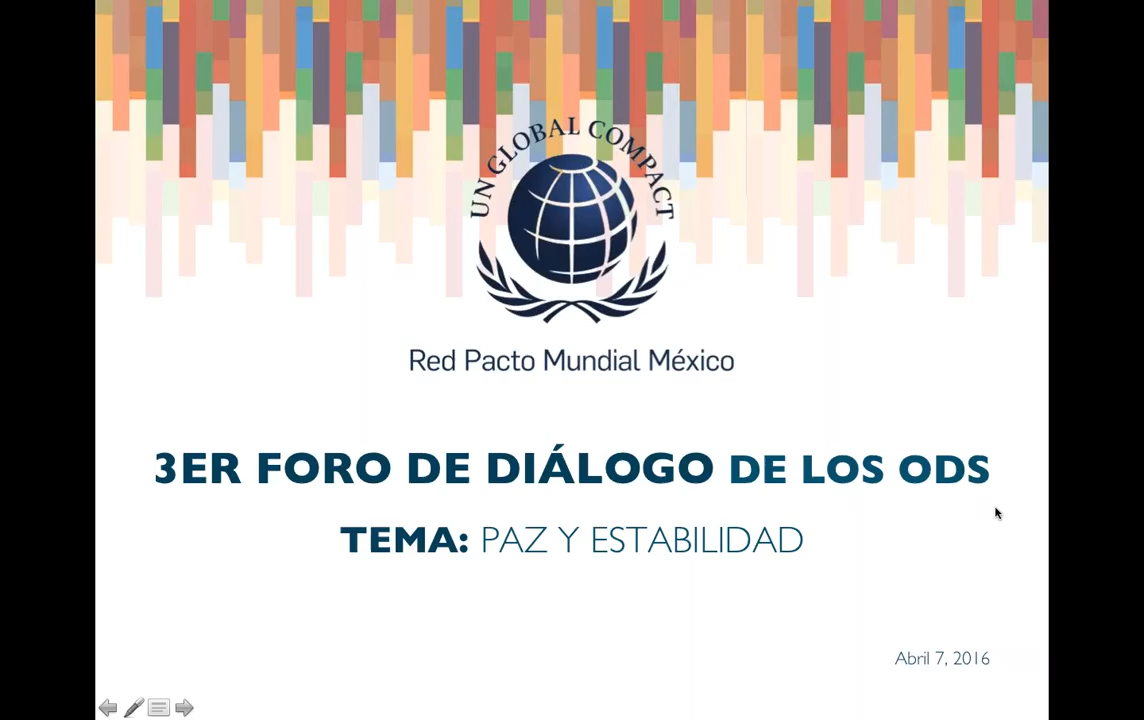 UN GLOBAL COMPACT
Red Pacto Mundial México
3ER FORO DE DIÁLOGO DE LOS ODS
TEMA: PAZ Y ESTABILIDAD
Abril 7, 2016